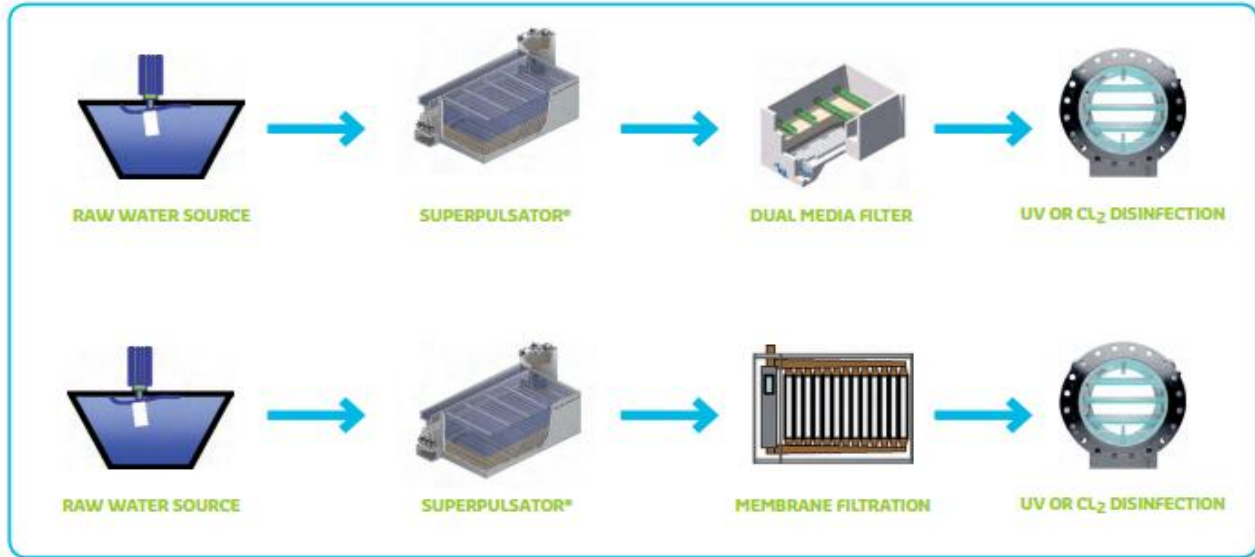 RAW WATER SOURCE
SUPERPULSATOR®
DUAL MEDIA FILTER
UV OR CL₂ DISINFECTION
RAW WATER SOURCE
SUPERPULSATOR®
MEMBRANE FILTRATION
UV OR CL₂ DISINFECTION